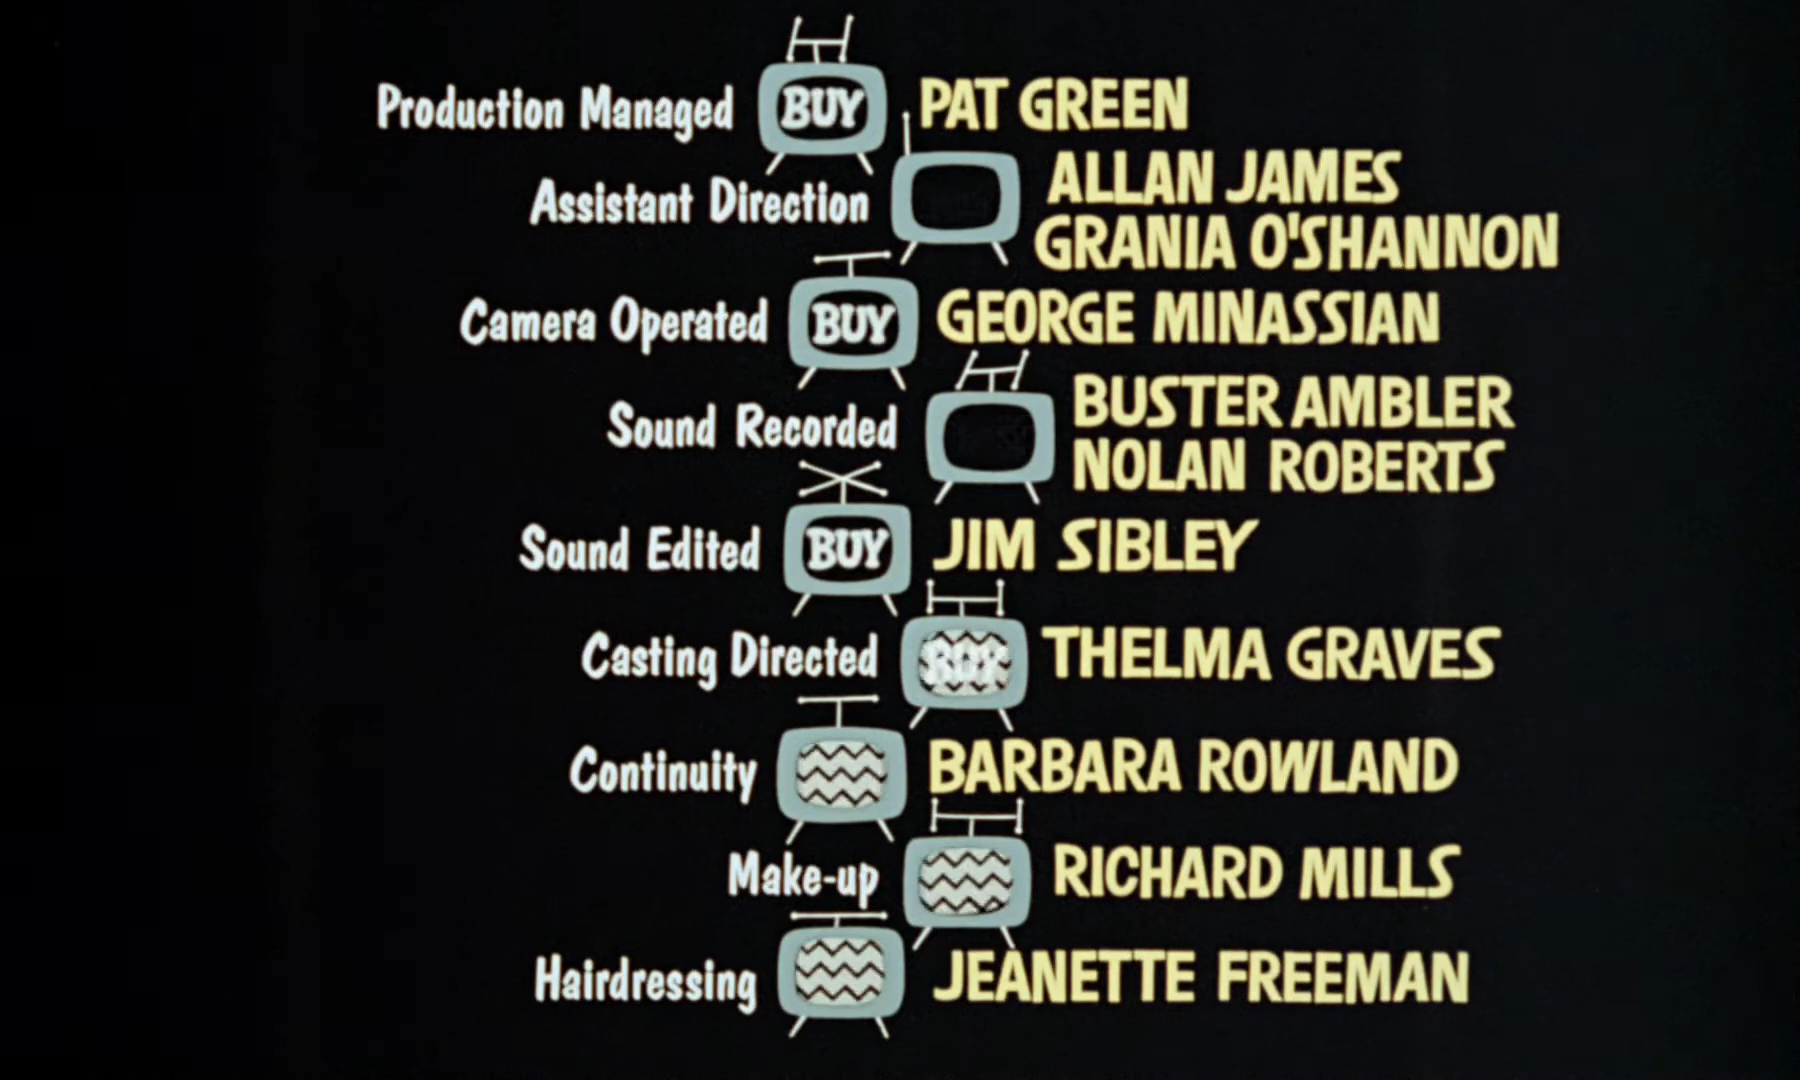 Production Managed BUY PAT GREEN
Assistant Direction ALLAN JAMES
GRANIA O'SHANNON
Camera Operated BUY GEORGE MINASSIAN
Sound Recorded BUSTER AMBLER
NOLAN ROBERTS
Sound Edited BUY JIM SIBLEY
Casting Directed BUY THELMA GRAVES
Continuity BARBARA ROWLAND
Make-up RICHARD MILLS
Hairdressing JEANETTE FREEMAN